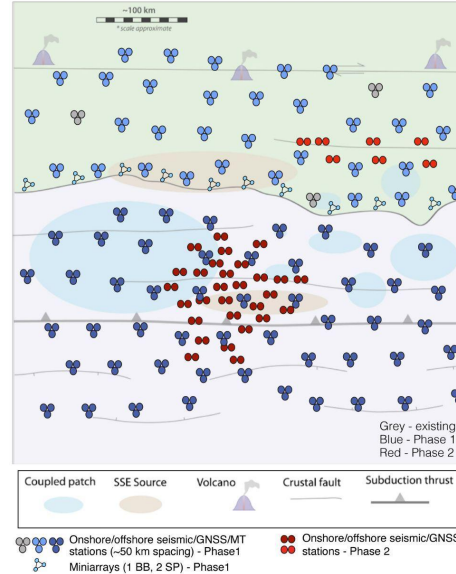 ~100 km
* scale approximate
Grey - existing
Blue - Phase 1
Red - Phase 2
Coupled patch
SSE Source
Volcano
Crustal fault
Subduction thrust
Onshore/offshore seismic/GNSS/MT
stations (~50 km spacing) - Phase1
Miniarrays (1 BB, 2 SP) - Phase1
Onshore/offshore seismic/GNSS
stations - Phase 2